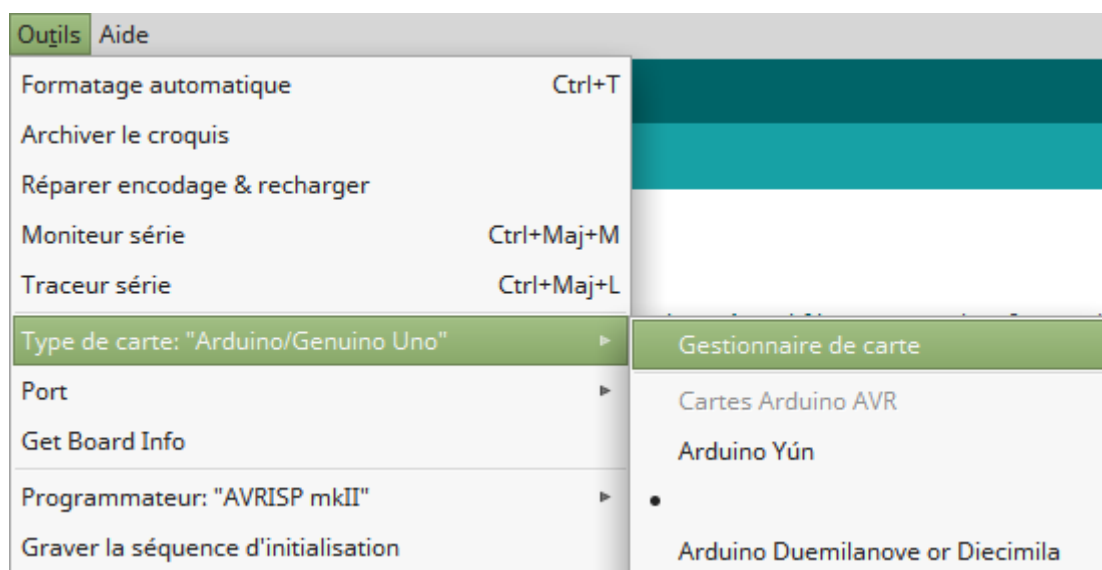 Outils Aide
Formatage automatique Ctrl+T
Archiver le croquis
Réparer encodage & recharger
Moniteur série Ctrl+Maj+M
Traceur série Ctrl+Maj+L
Type de carte: "Arduino/Genuino Uno"
Gestionnaire de carte
Port
Cartes Arduino AVR
Get Board Info
Arduino Yún
Programmateur: "AVRISP mkII"
Graver la séquence d'initialisation
Arduino Duemilanove or Diecimila